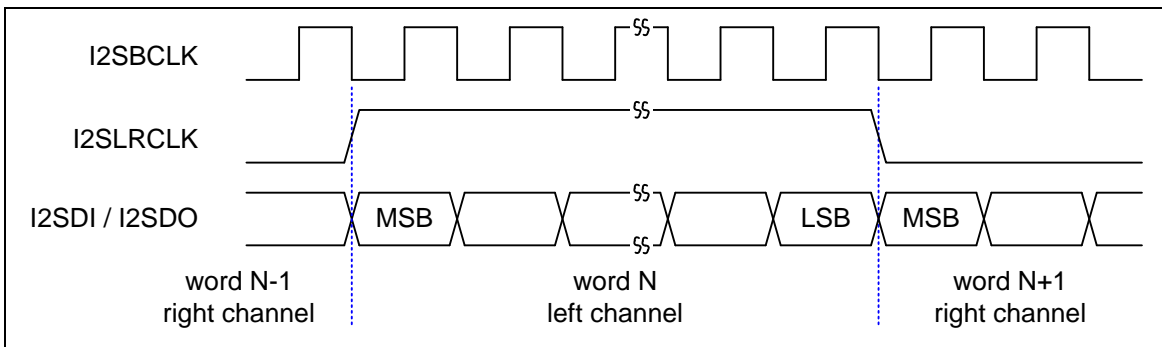 I2SBCLK
I2SLRCLK
I2SDI / I2SDO
MSB
LSB
MSB
word N-1
right channel
word N
left channel
word N+1
right channel